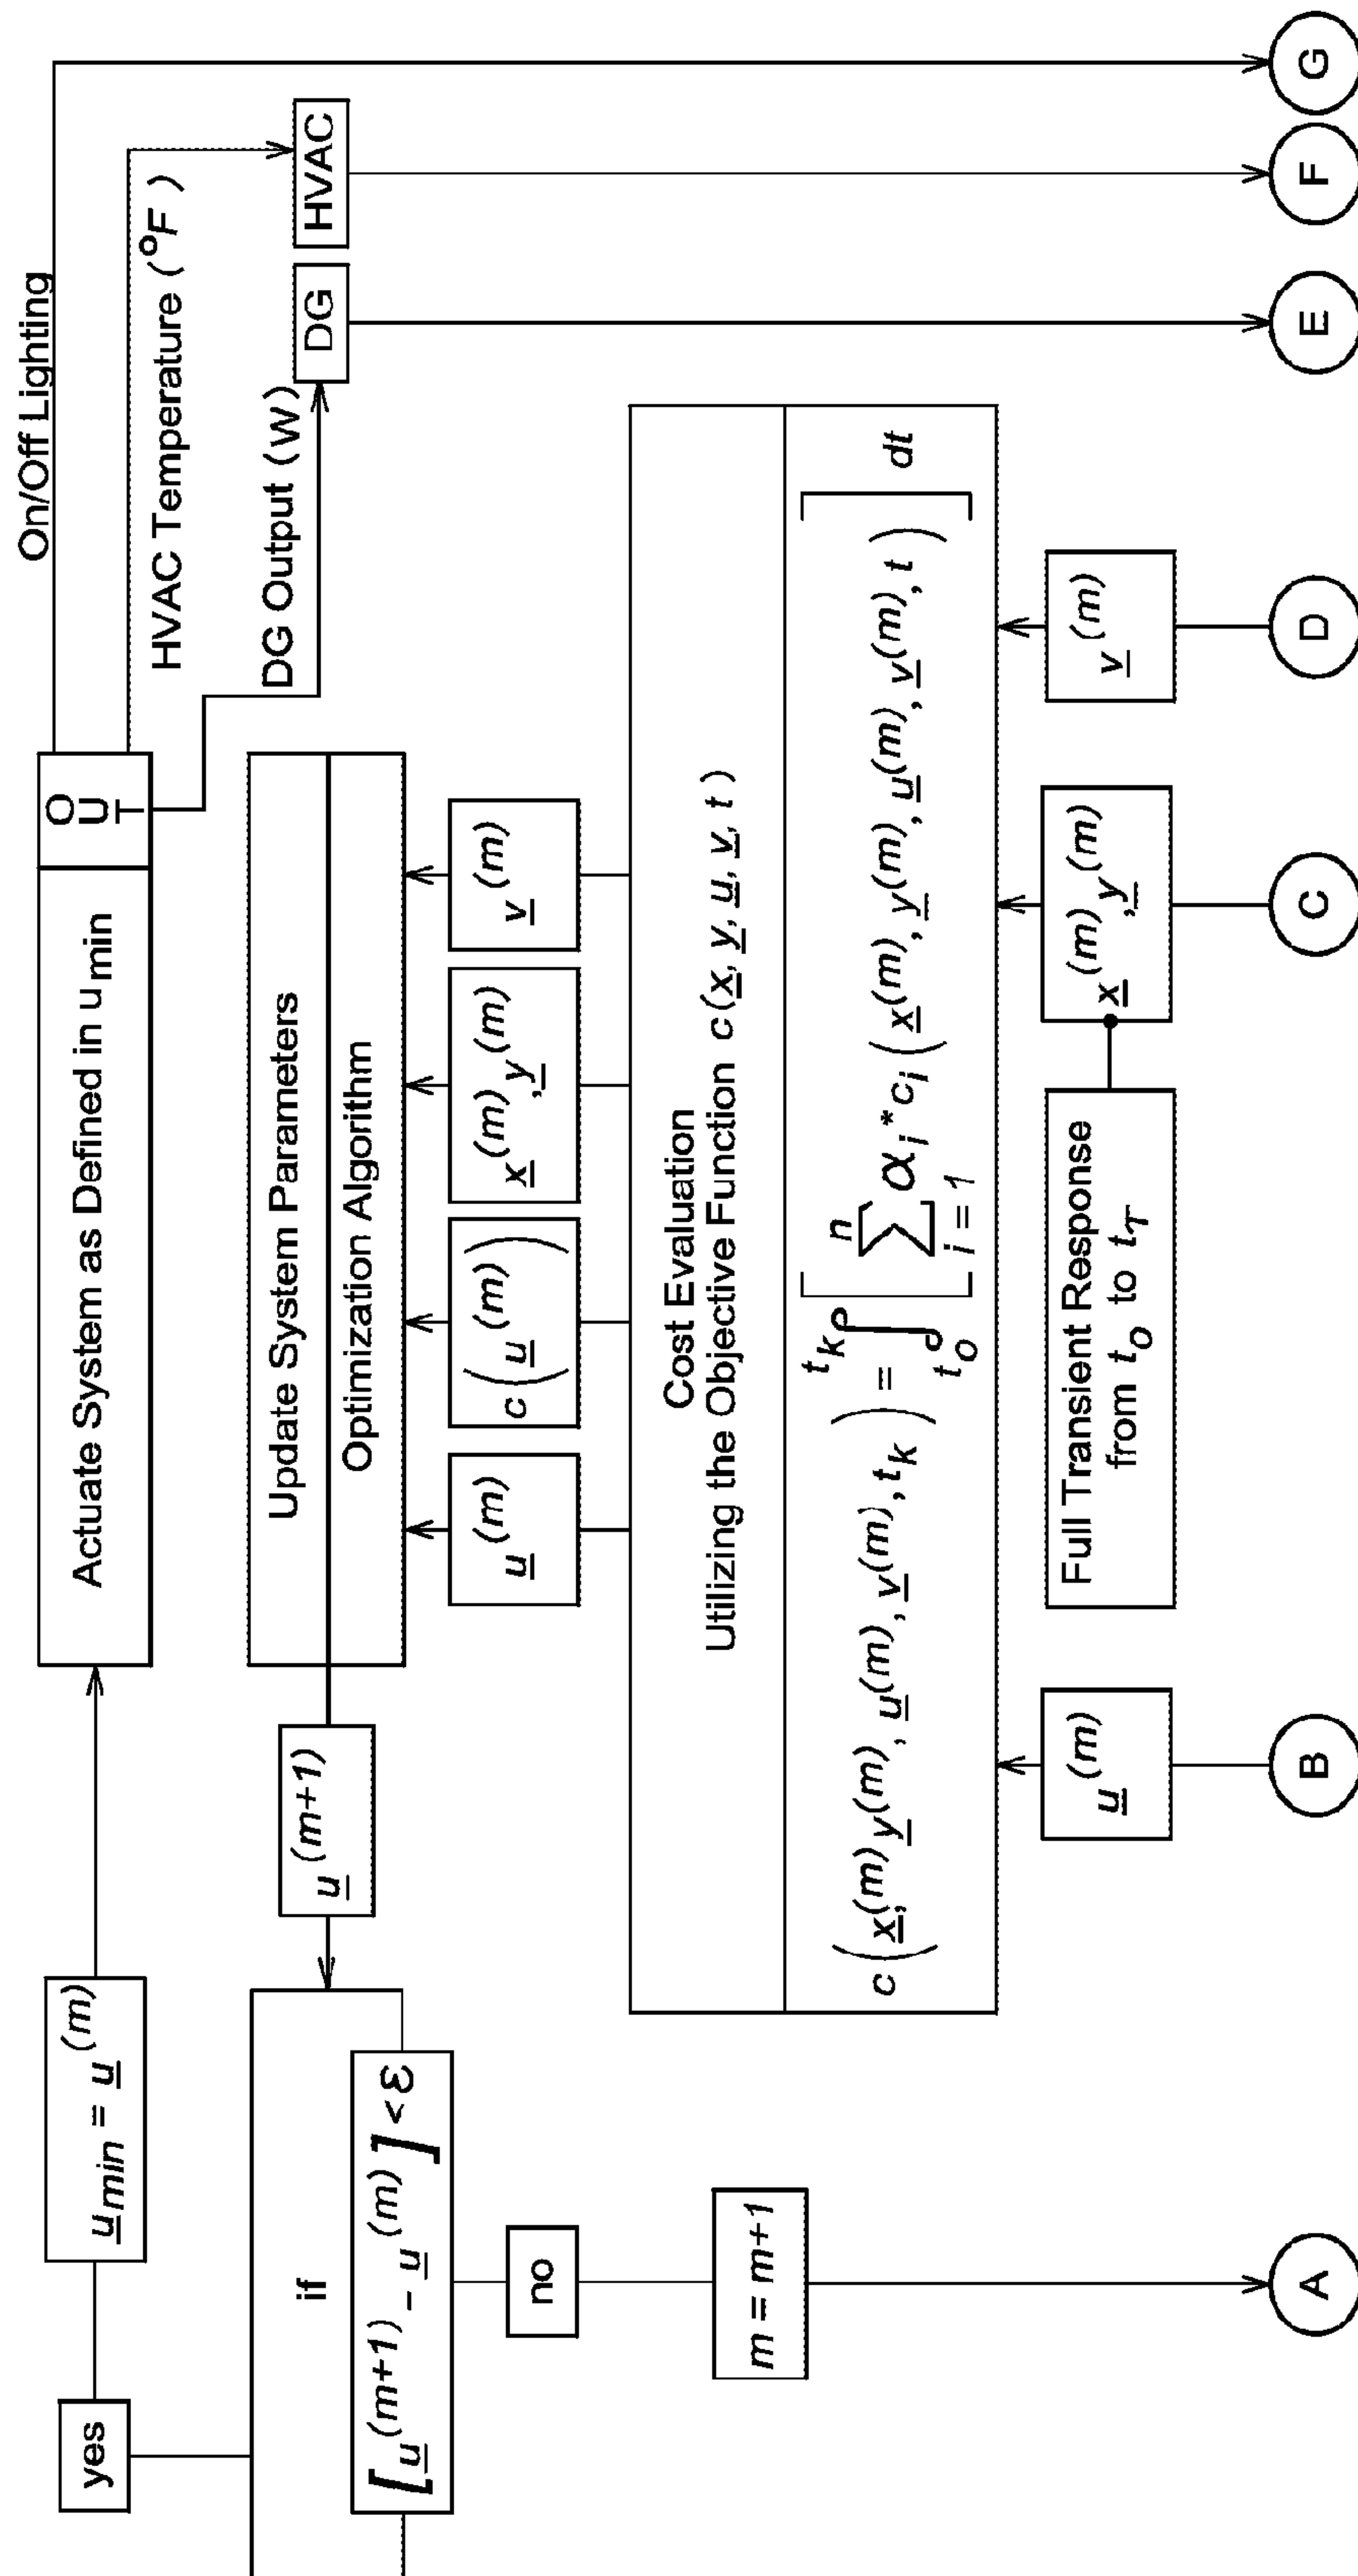 yes
u_min = u^(m)
Actuate System as Defined in u_min
OUT
On/Off Lighting
HVAC Temperature (°F)
DG Output (W)
DG
HVAC
if
[u^(m+1) - u^(m)] < ε
u^(m+1)
Update System Parameters
Optimization Algorithm
no
u^(m)
c(u^(m))
x^(m), y^(m)
v^(m)
m = m+1
Cost Evaluation
Utilizing the Objective Function c(x, y, u, v, t)
c(x^(m), y^(m), u^(m), v^(m), t_k) = ∫_{t_o}^{t_k} [∑_{i=1}^{n} α_i * c_i (x^(m), y^(m), u^(m), v^(m), t)] dt
u^(m)
Full Transient Response
from t_o to t_T
x^(m), y^(m)
v^(m)
A
B
C
D
E
F
G